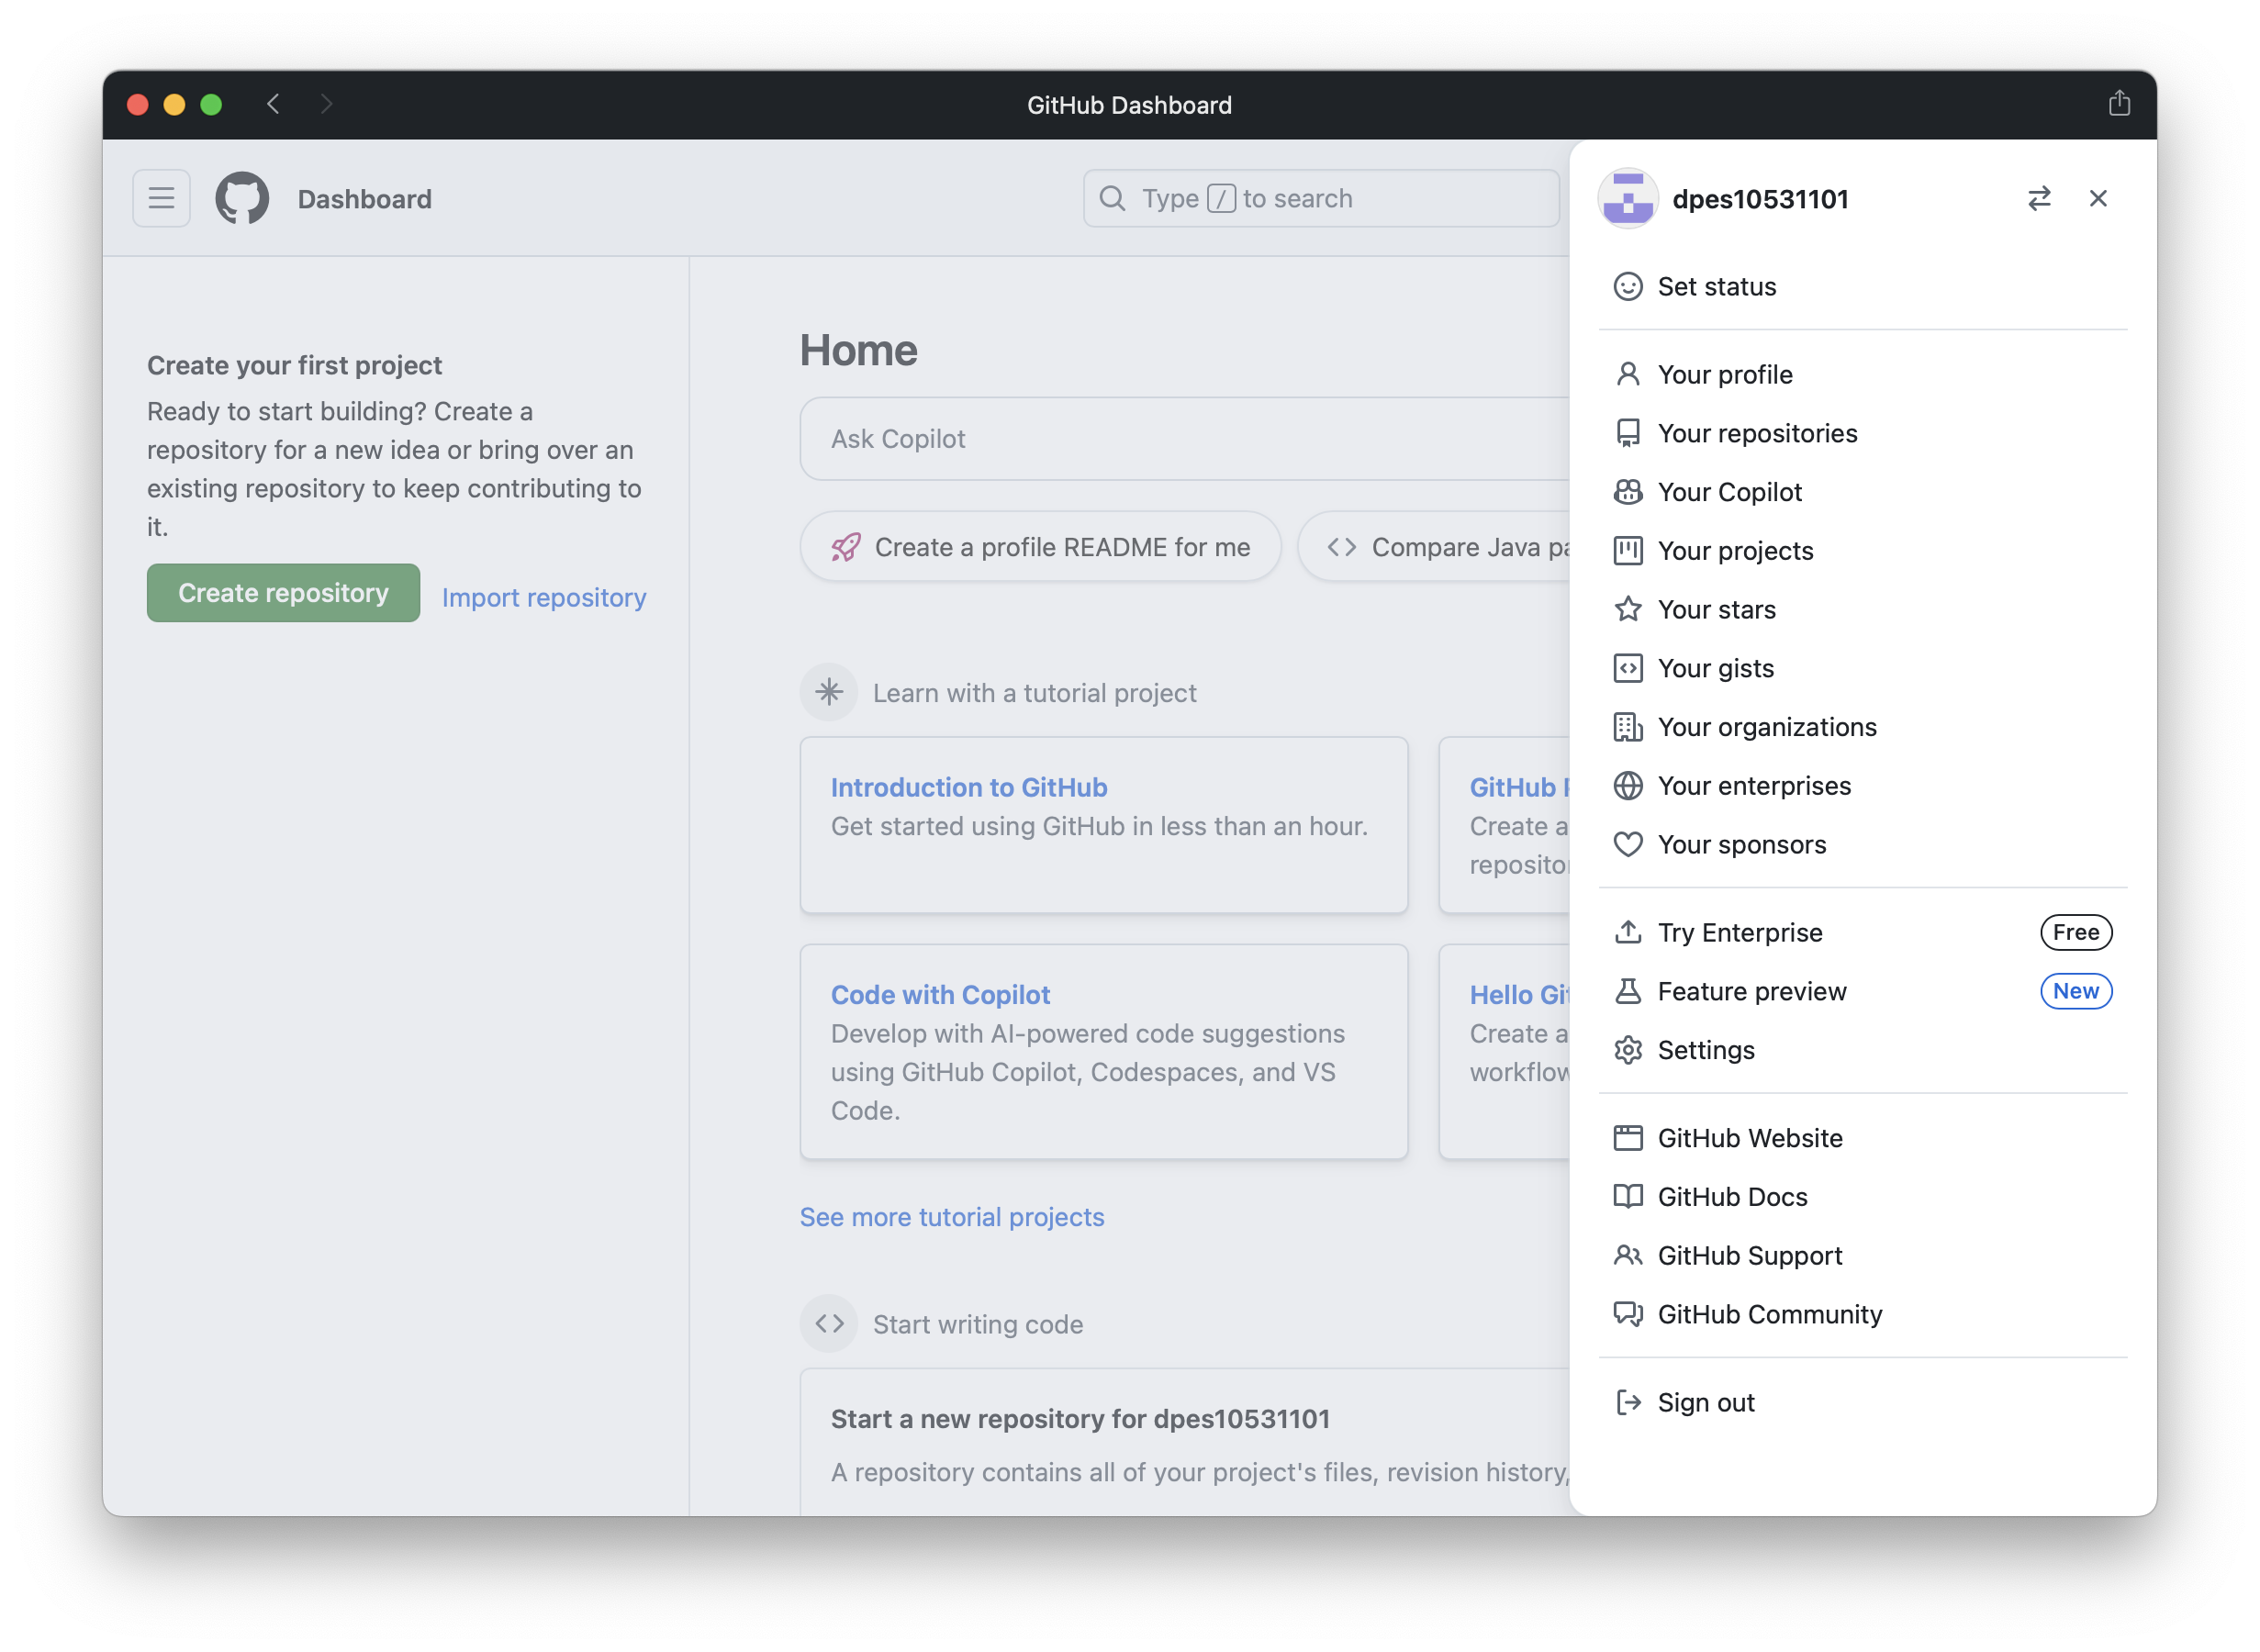 GitHub Dashboard
Dashboard
Type / to search
Create your first project
Ready to start building? Create a
repository for a new idea or bring over an
existing repository to keep contributing to
it.
Create repository
Import repository
Home
Ask Copilot
Create a profile README for me
Compare Java
Learn with a tutorial project
Introduction to GitHub
Get started using GitHub in less than an hour.
GitHub
Create a
Code with Copilot
Develop with AI-powered code suggestions
using GitHub Copilot, Codespaces, and VS
Code.
Hello
Create a
See more tutorial projects
Start writing code
Start a new repository for dpes10531101
A repository contains all of your project's files, revision history,
dpes10531101
Set status
Your profile
Your repositories
Your Copilot
Your projects
Your stars
Your gists
Your organizations
Your enterprises
Your sponsors
Try Enterprise
Free
Feature preview
New
Settings
GitHub Website
GitHub Docs
GitHub Support
GitHub Community
Sign out